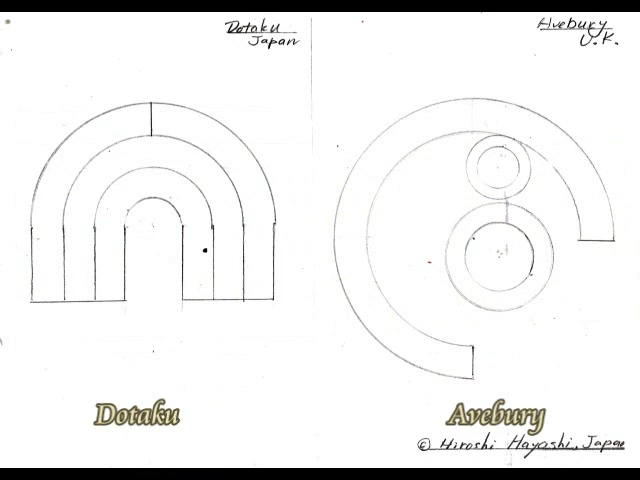 Dotaku
Japan
Avebury
U.K.
Dotaku
Avebury
© Hiroshi Hayashi, Japan